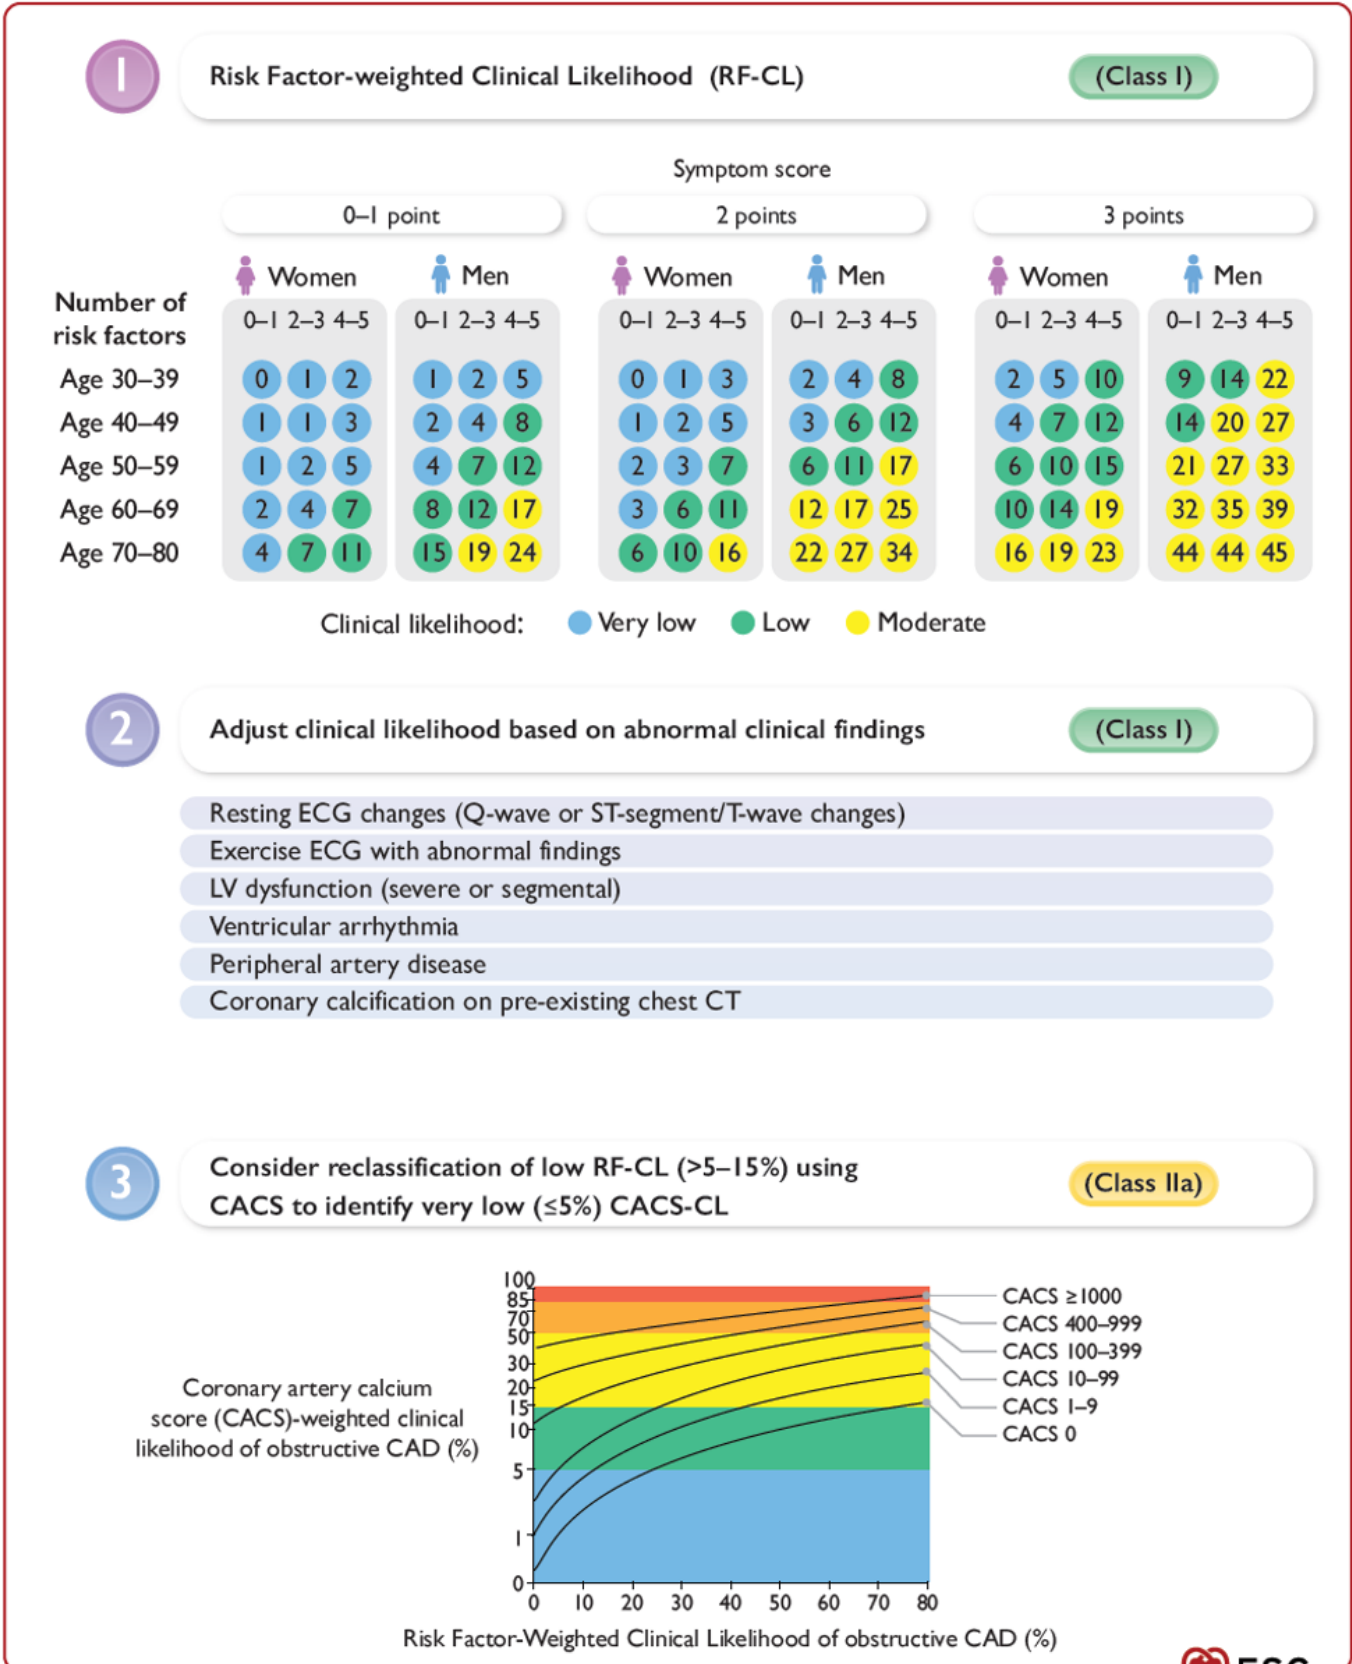 1
Risk Factor-weighted Clinical Likelihood (RF-CL)
(Class I)
Symptom score
0–1 point
2 points
3 points
Women
Men
Women
Men
Women
Men
Number of
risk factors
0–1 2–3 4–5 0–1 2–3 4–5 0–1 2–3 4–5 0–1 2–3 4–5 0–1 2–3 4–5 0–1 2–3 4–5
Age 30–39 0 1 2 1 2 5 0 1 3 2 4 8 2 5 10 9 14 22
Age 40–49 1 1 3 2 4 8 1 2 5 3 6 12 4 7 12 14 20 27
Age 50–59 1 2 5 4 7 12 2 3 7 6 11 17 6 10 15 21 27 33
Age 60–69 2 4 7 8 12 17 3 6 11 12 17 25 10 14 19 32 35 39
Age 70–80 4 7 11 15 19 24 6 10 16 22 27 34 16 19 23 44 44 45
Clinical likelihood: Very low Low Moderate
2
Adjust clinical likelihood based on abnormal clinical findings
(Class I)
Resting ECG changes (Q-wave or ST-segment/T-wave changes)
Exercise ECG with abnormal findings
LV dysfunction (severe or segmental)
Ventricular arrhythmia
Peripheral artery disease
Coronary calcification on pre-existing chest CT
3
Consider reclassification of low RF-CL (>5–15%) using
CACS to identify very low (≤5%) CACS-CL
(Class IIa)
Coronary artery calcium
score (CACS)-weighted clinical
likelihood of obstructive CAD (%)
100
85
70
50
30
20
15
10
5
1
0
CACS ≥1000
CACS 400–999
CACS 100–399
CACS 10–99
CACS 1–9
CACS 0
0 10 20 30 40 50 60 70 80
Risk Factor-Weighted Clinical Likelihood of obstructive CAD (%)